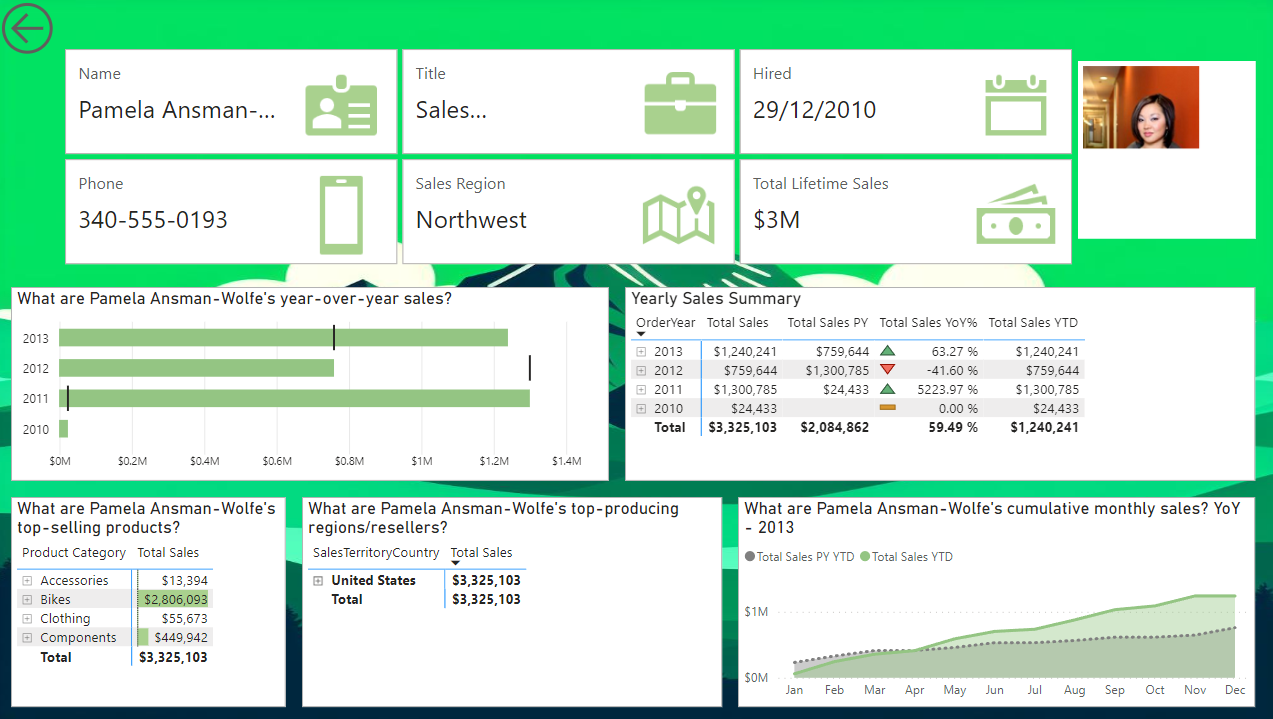 Name
Pamela Ansman-...
Title
Sales...
Hired
29/12/2010
Phone
340-555-0193
Sales Region
Northwest
Total Lifetime Sales
$3M
What are Pamela Ansman-Wolfe's year-over-year sales?
2013
2012
2011
2010
$0M $0.2M $0.4M $0.6M $0.8M $1M $1.2M $1.4M
Yearly Sales Summary
OrderYear Total Sales Total Sales PY Total Sales YoY% Total Sales YTD
2013 $1,240,241 $759,644 63.27 % $1,240,241
2012 $759,644 $1,300,785 -41.60 % $759,644
2011 $1,300,785 $24,433 5223.97 % $1,300,785
2010 $24,433 0.00 % $24,433
Total $3,325,103 $2,084,862 59.49 % $1,240,241
What are Pamela Ansman-Wolfe's
top-selling products?
Product Category Total Sales
Accessories $13,394
Bikes $2,806,093
Clothing $55,673
Components $449,942
Total $3,325,103
What are Pamela Ansman-Wolfe's top-producing
regions/resellers?
SalesTerritoryCountry Total Sales
United States $3,325,103
Total $3,325,103
What are Pamela Ansman-Wolfe's cumulative monthly sales? YoY
- 2013
Total Sales PY YTD Total Sales YTD
$1M
$0M
Jan Feb Mar Apr May Jun Jul Aug Sep Oct Nov Dec